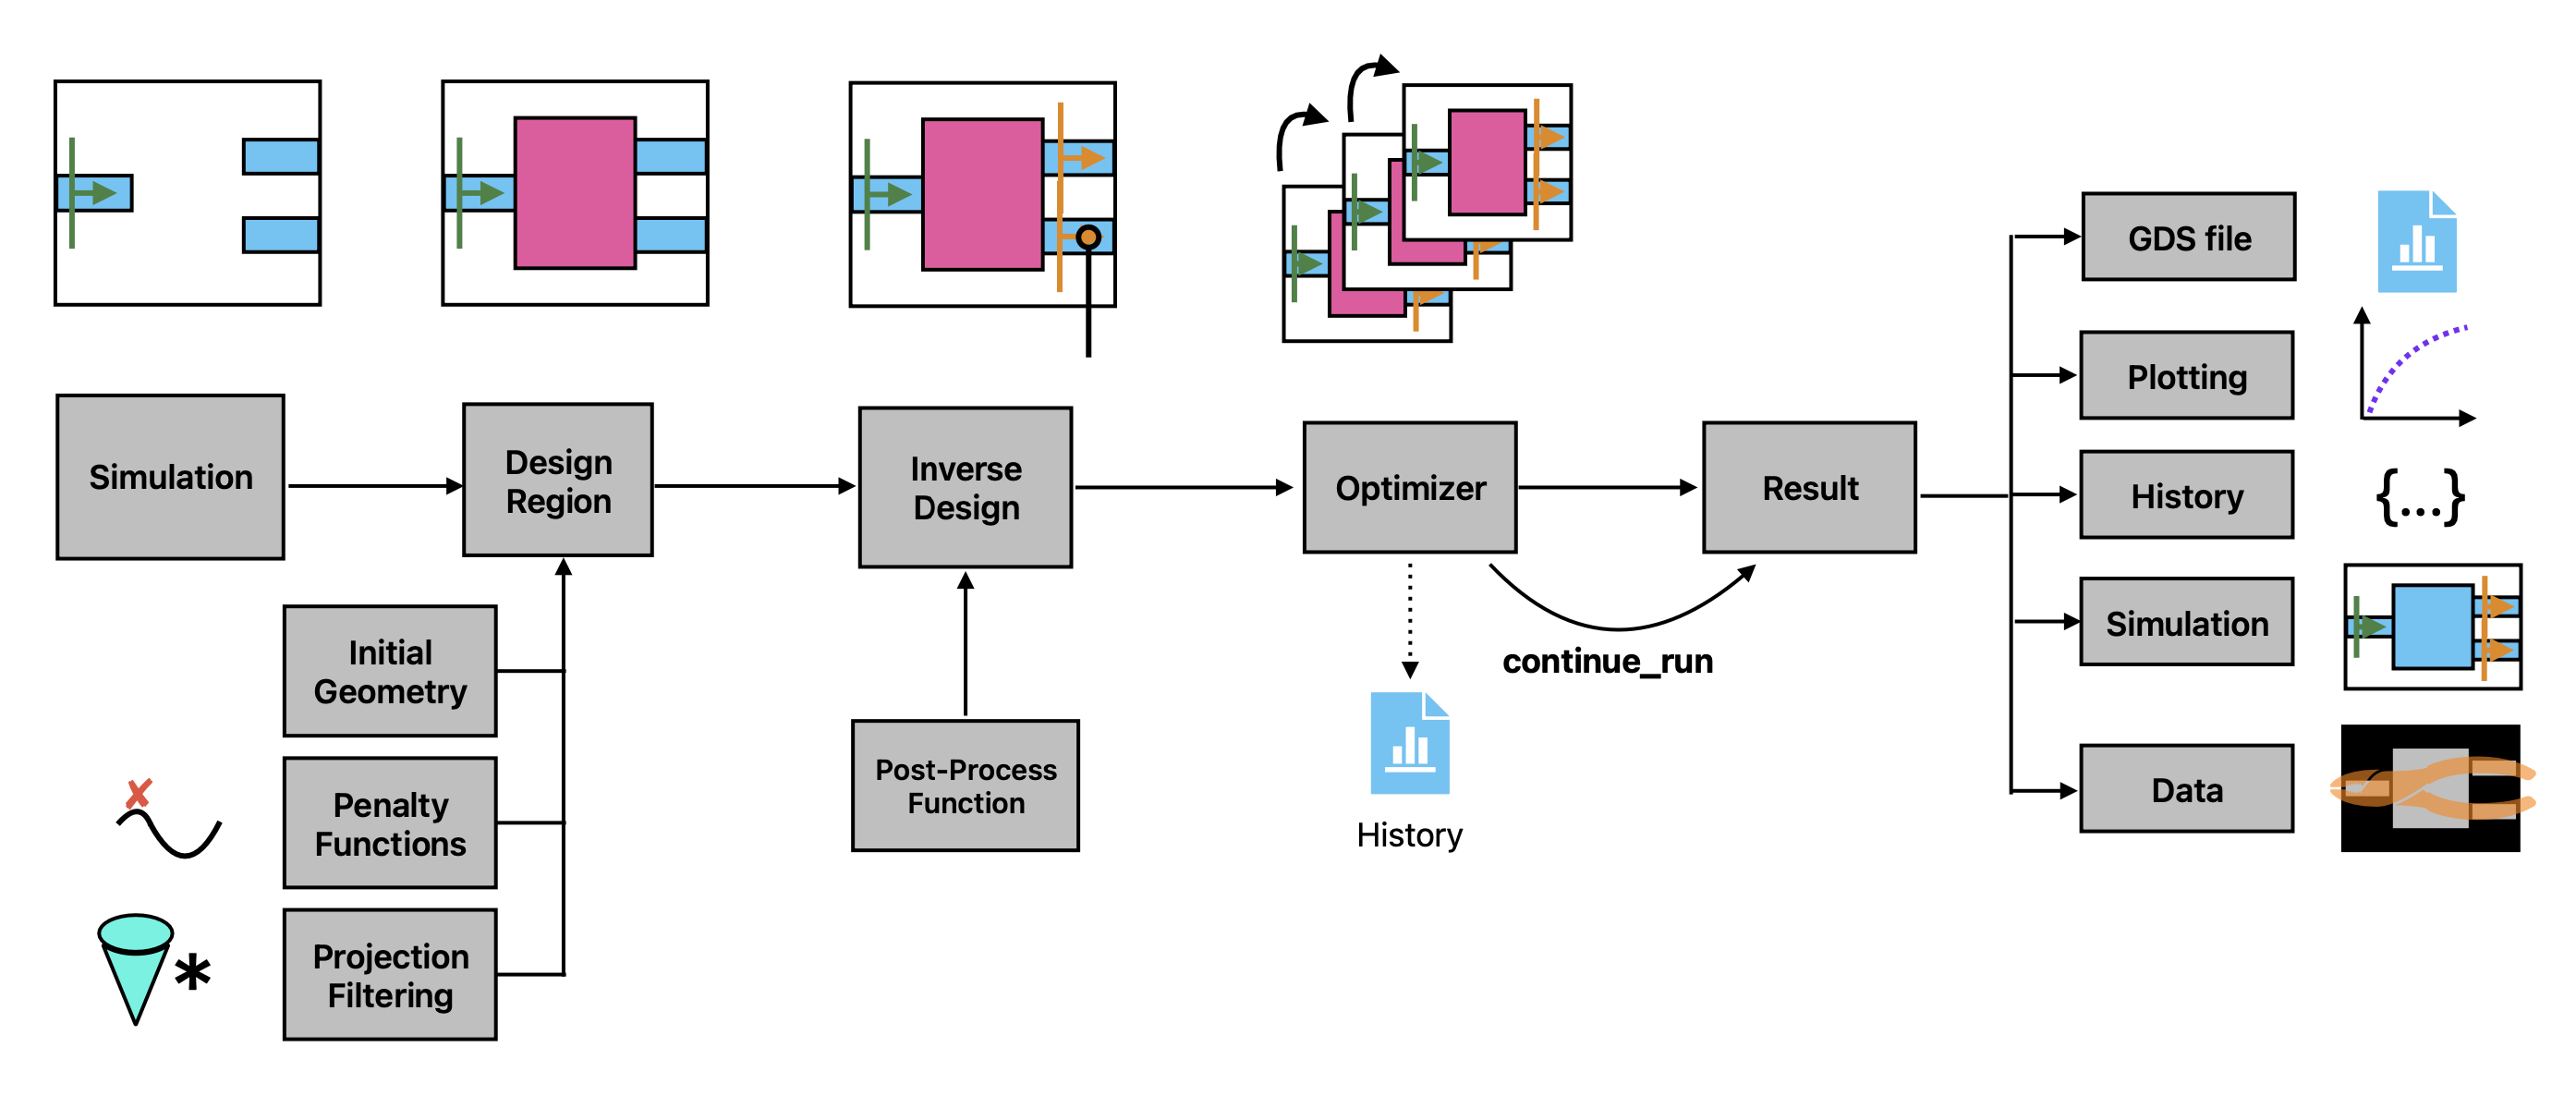 Simulation
Design
Region
Inverse
Design
Optimizer
Result
Initial
Geometry
Penalty
Functions
Projection
Filtering
Post-Process
Function
continue_run
History
GDS file
Plotting
History
{...}
Simulation
Data
*